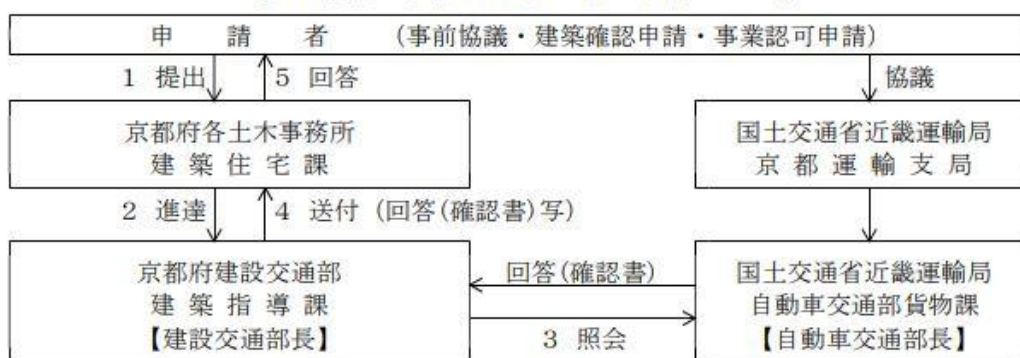 申請者 (事前協議・建築確認申請・事業認可申請)
1 提出
5 回答
協議
京都府各土木事務所
建築住宅課
国土交通省近畿運輸局
京都運輸支局
2 進達
4 送付 (回答(確認書)写)
京都府建設交通部
建築指導課
【建設交通部長】
回答(確認書)
3 照会
国土交通省近畿運輸局
自動車交通部貨物課
【自動車交通部長】